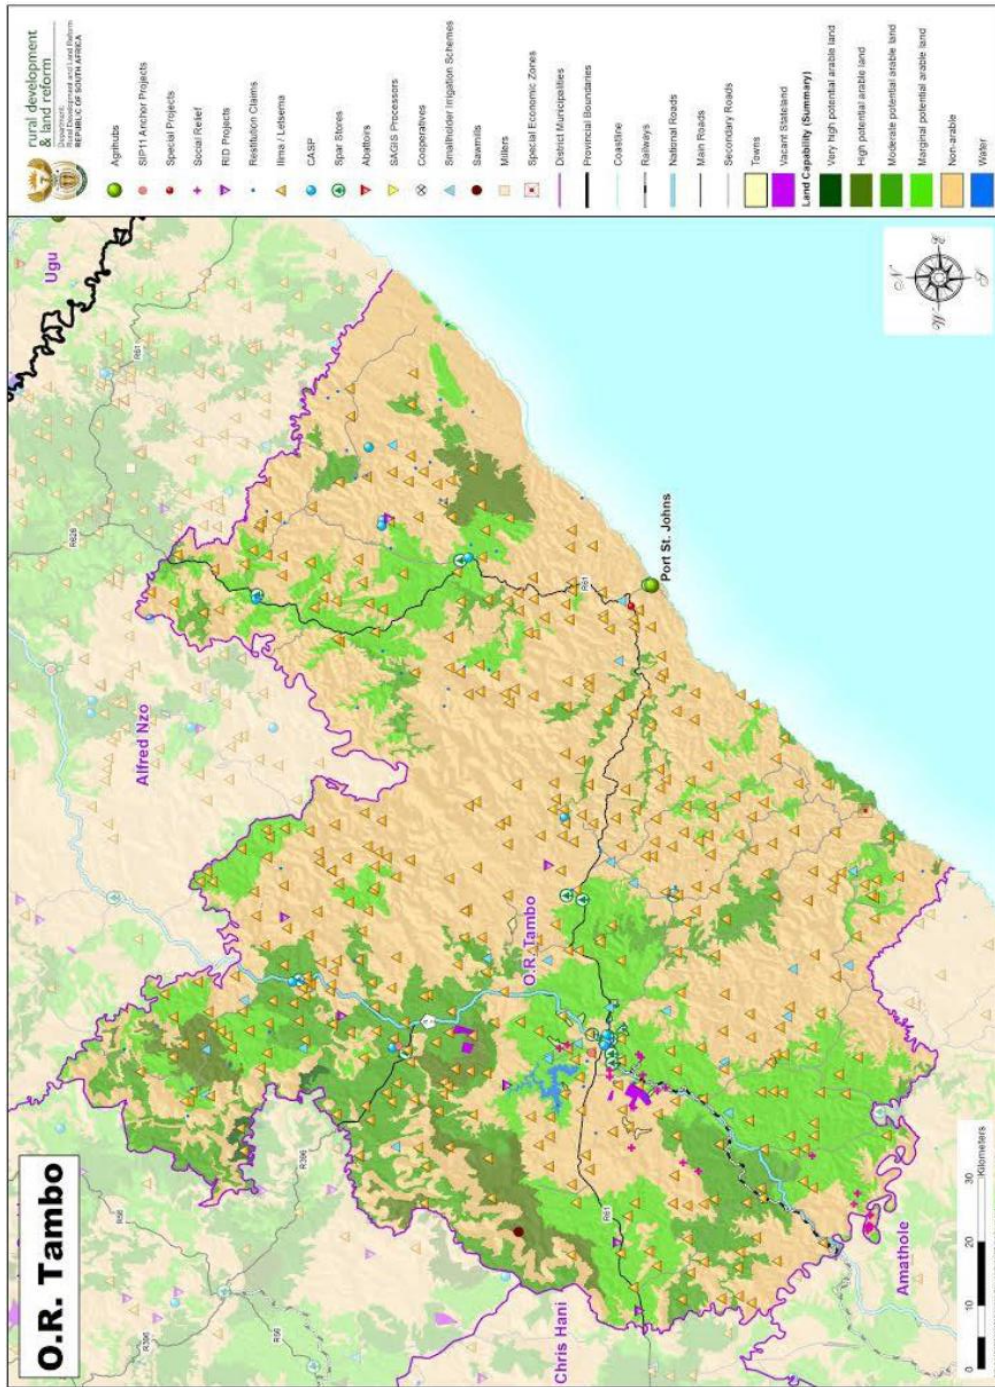 O.R. Tambo
rural development
& land reform
Department:
Rural Development and Land Reform
REPUBLIC OF SOUTH AFRICA
Agrihubs
SIP11 Anchor Projects
Special Projects
Social Relief
RID Projects
Restitution Claims
Ilima / Letsema
CASP
Spar Stores
Abattoirs
SAGIS Processors
Cooperatives
Smallholder Irrigation Schemes
Sawmills
Millers
Special Economic Zones
District Municipalities
Provincial Boundaries
Coastline
Railways
National Roads
Main Roads
Secondary Roads
Towns
Vacant Stateland
Land Capability (Summary)
Very high potential arable land
High potential arable land
Moderate potential arable land
Marginal potential arable land
Non-arable
Water
Ugu
R61
Alfred Nzo
R61
Port St. Johns
O.R. Tambo
R396
R56
R396
R56
R61
Chris Hani
Amathole
N
E
S
W
0 10 20 30
Kilometers